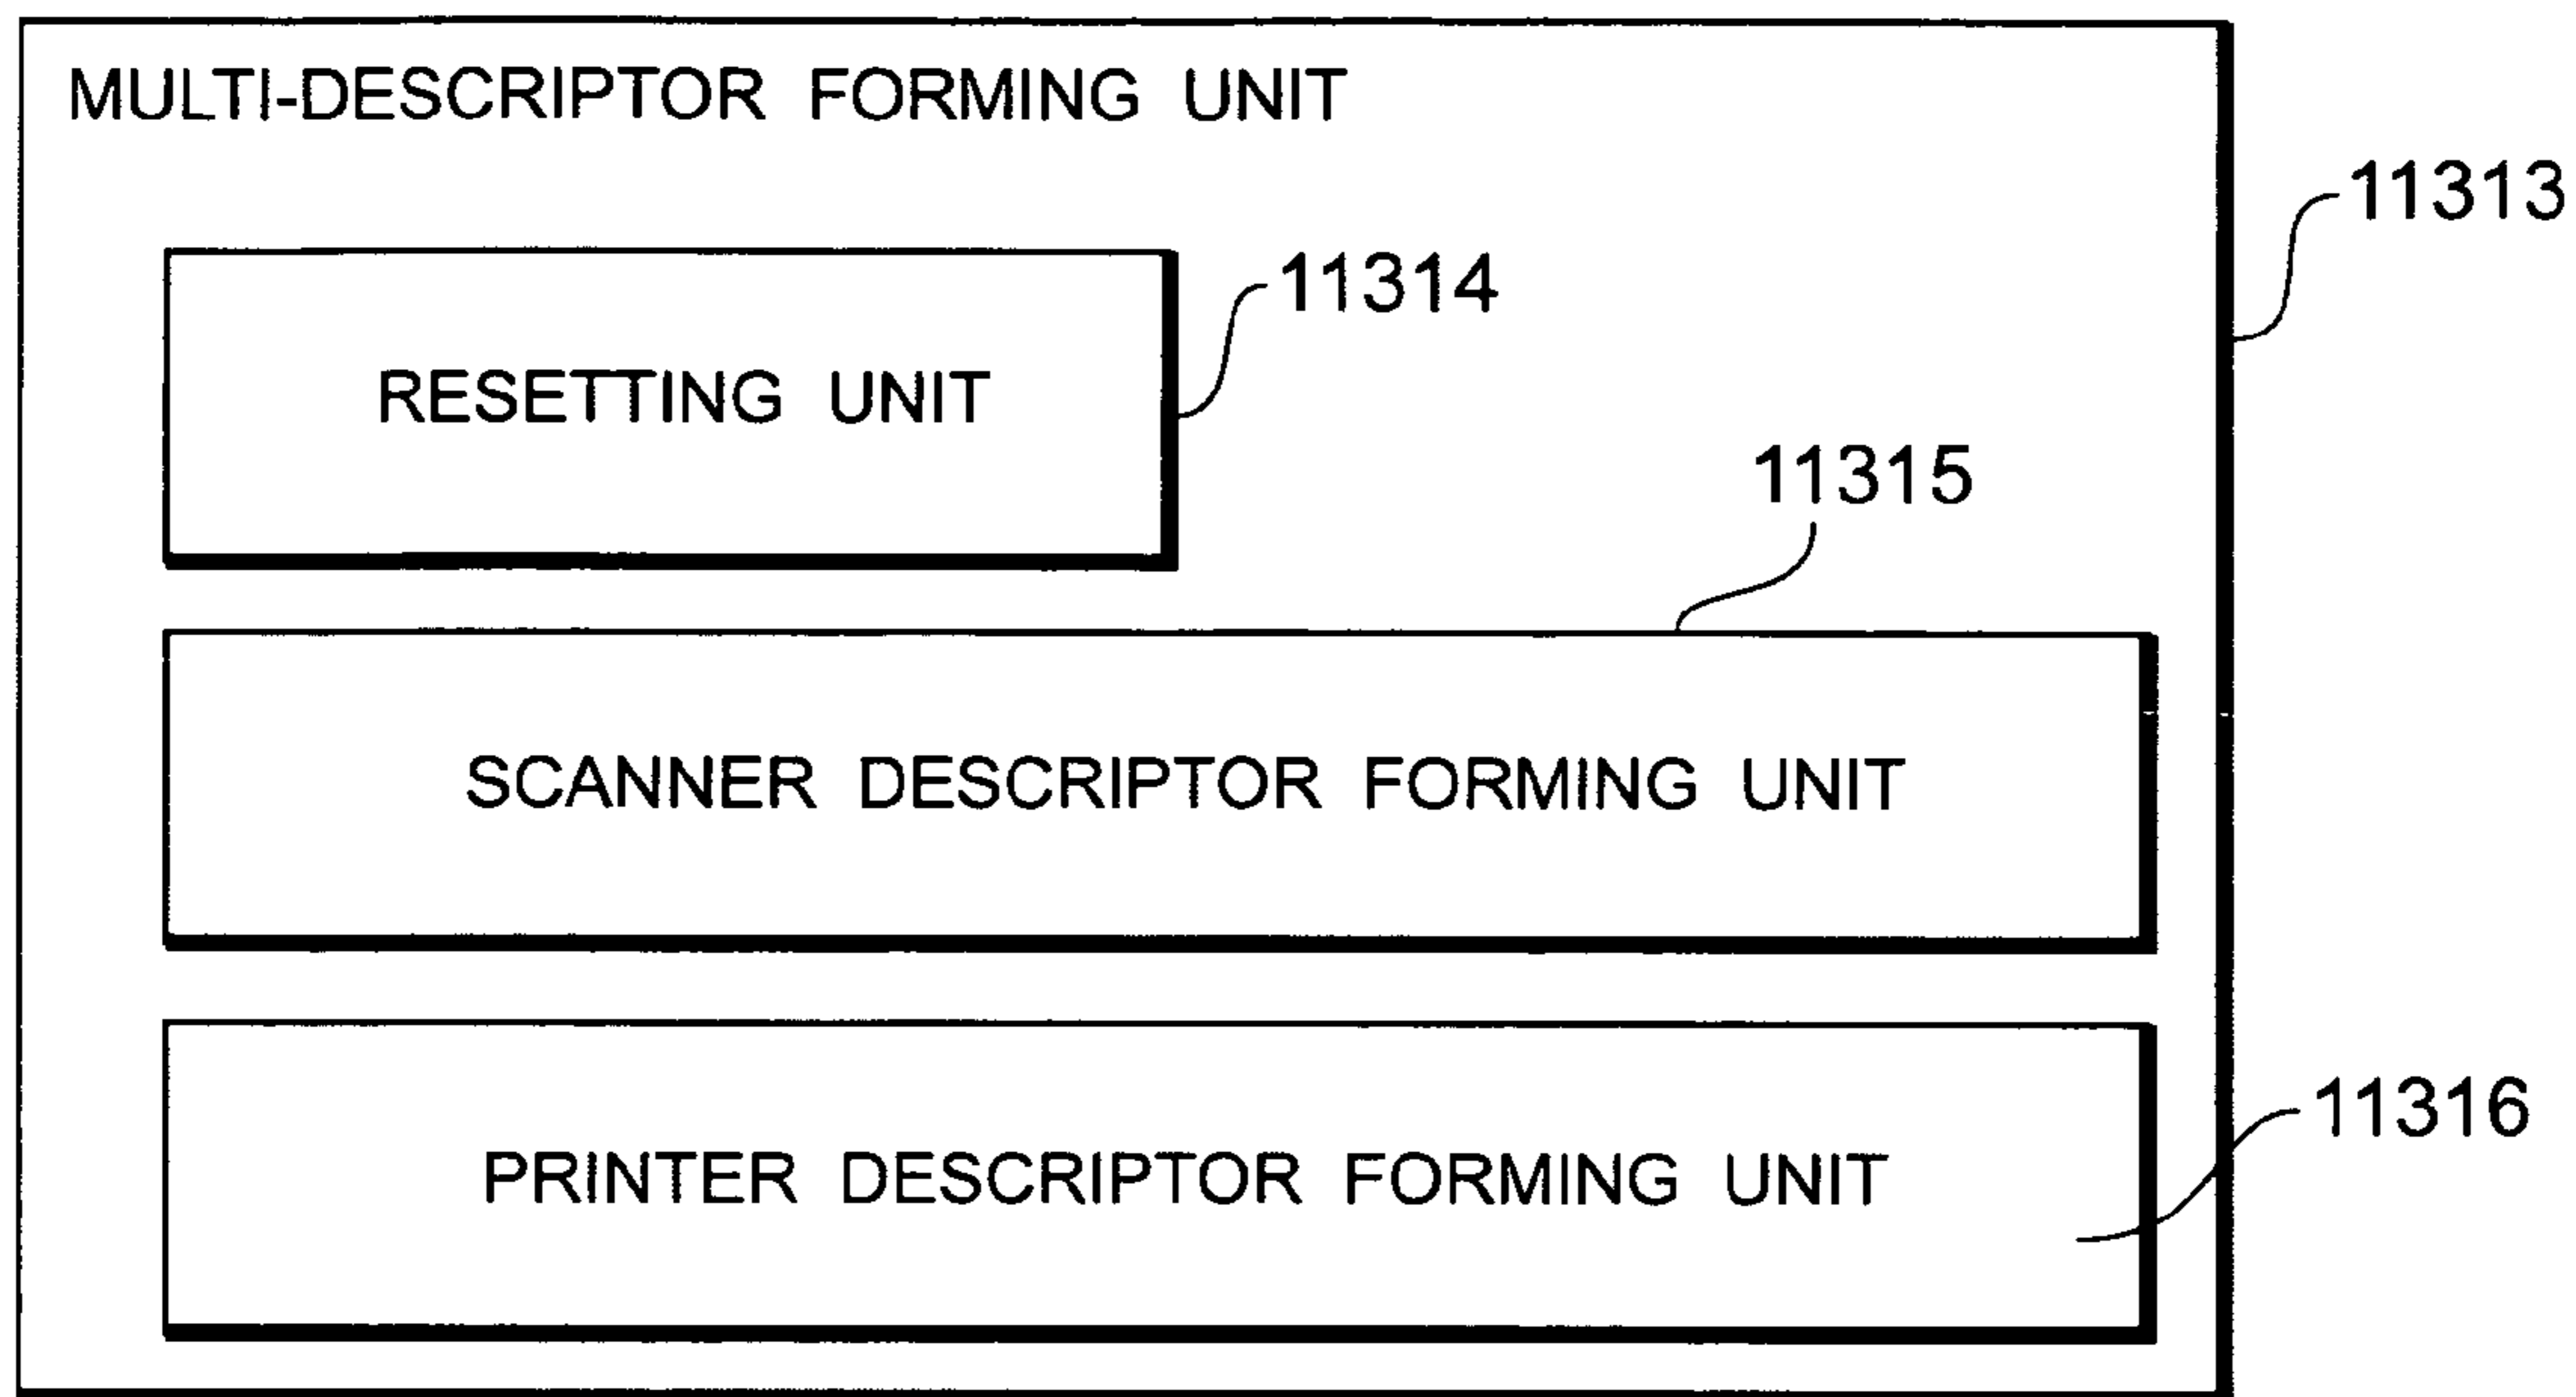 MULTI-DESCRIPTOR FORMING UNIT
11313
11314
RESETTING UNIT
11315
SCANNER DESCRIPTOR FORMING UNIT
11316
PRINTER DESCRIPTOR FORMING UNIT